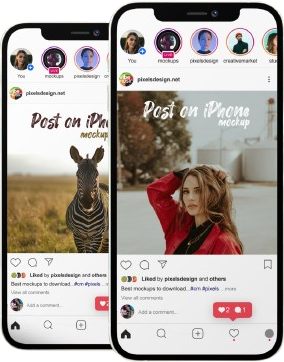 You
mockups
pixelsdesign
pixelsdesign.net
Post on iPhone
mockup
Liked by pixelsdesign and others
Best mockups to download...#cm #pixels
View all comments
Add a comment...
You
LIVE
mockups
pixelsdesign
creativemarket
pixelsdesign.net
Post on iPhone
mockup
Liked by pixelsdesign and others
Best mockups to download...#cm #pixels ...more
View all comments
Add a comment...
2 1